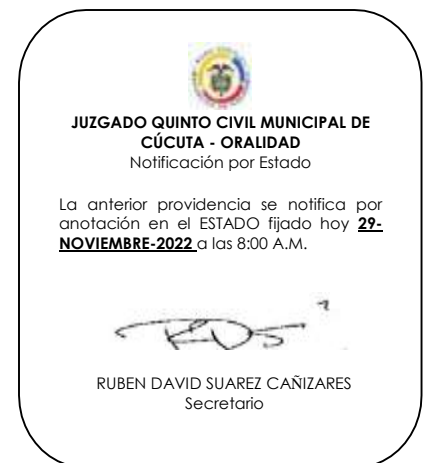 JUZGADO QUINTO CIVIL MUNICIPAL DE
CÚCUTA - ORALIDAD
Notificación por Estado
La anterior providencia se notifica por
anotación en el ESTADO fijado hoy 29-
NOVIEMBRE-2022 a las 8:00 A.M.
RUBEN DAVID SUAREZ CAÑIZARES
Secretario